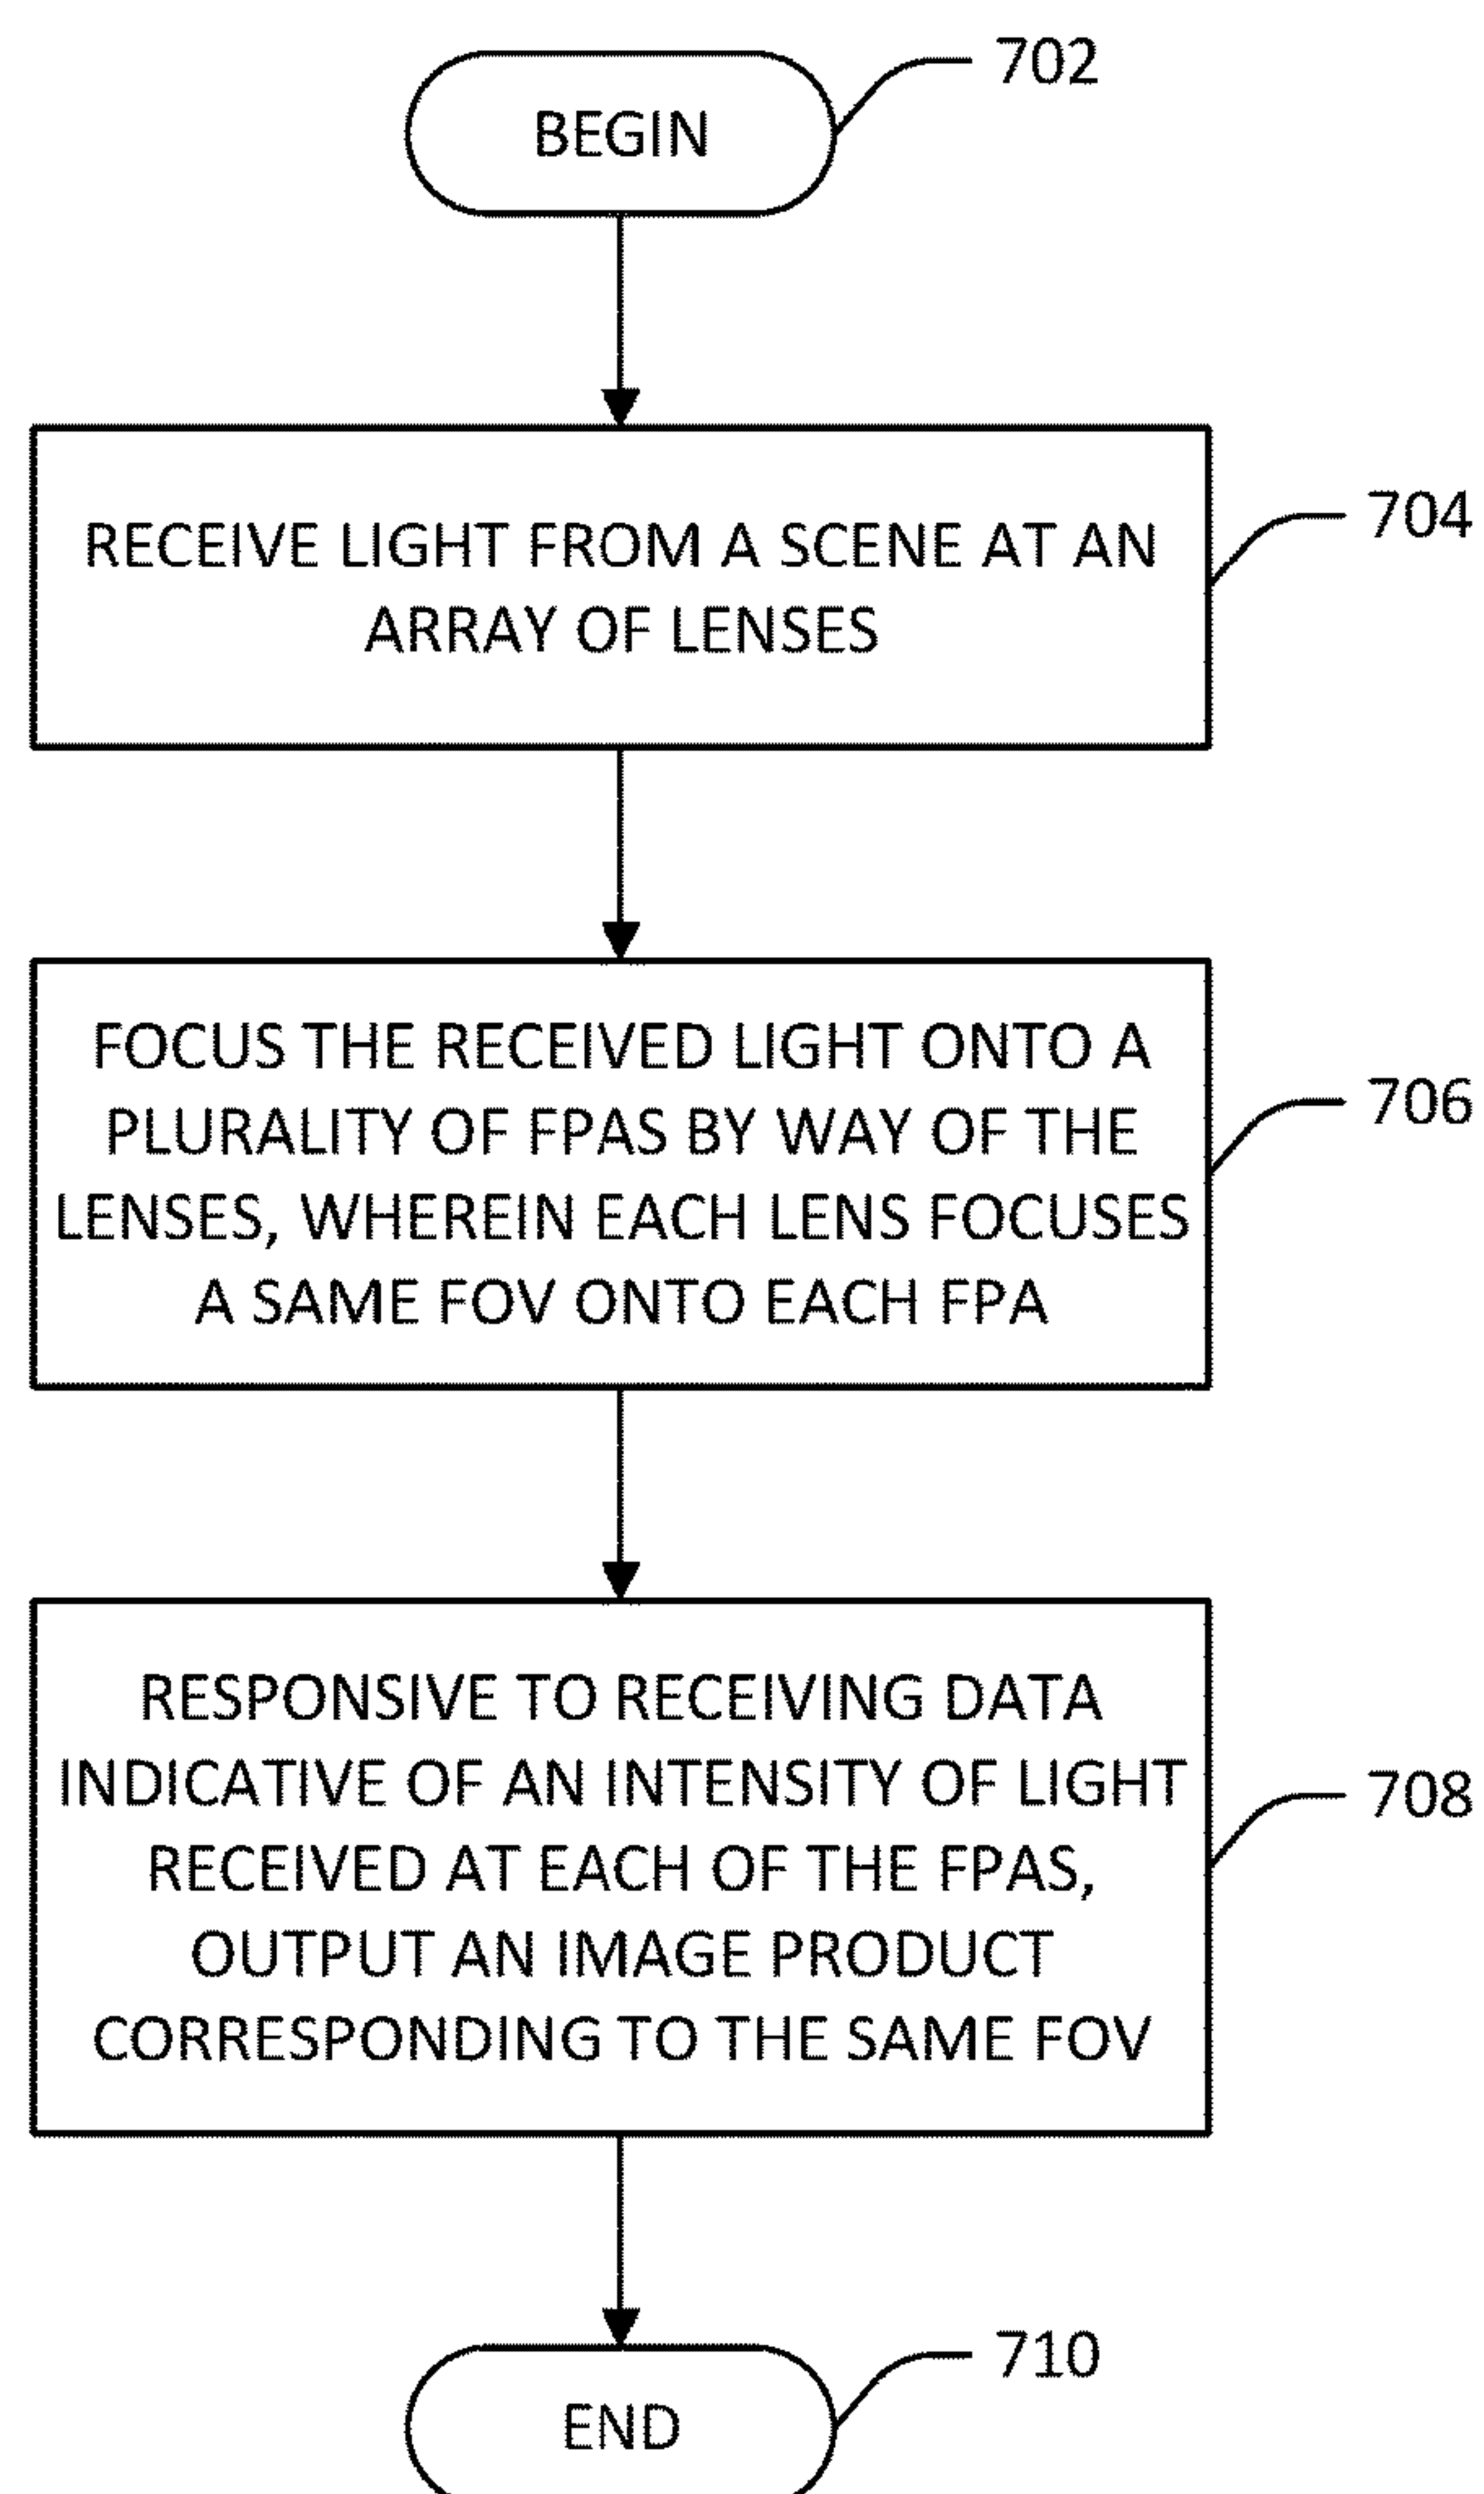 702
BEGIN
704
RECEIVE LIGHT FROM A SCENE AT AN
ARRAY OF LENSES
706
FOCUS THE RECEIVED LIGHT ONTO A
PLURALITY OF FPAS BY WAY OF THE
LENSES, WHEREIN EACH LENS FOCUSES
A SAME FOV ONTO EACH FPA
708
RESPONSIVE TO RECEIVING DATA
INDICATIVE OF AN INTENSITY OF LIGHT
RECEIVED AT EACH OF THE FPAS,
OUTPUT AN IMAGE PRODUCT
CORRESPONDING TO THE SAME FOV
710
END